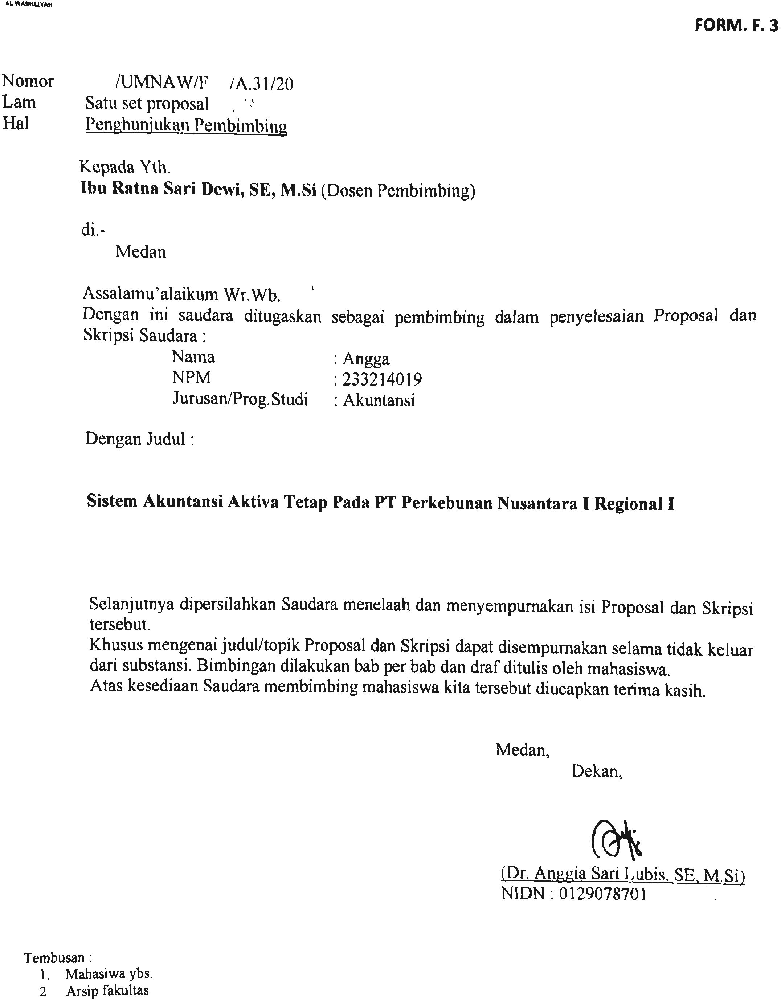 AL WASHLIYAH
FORM. F. 3
Nomor /UMNAW/F /A.31/20
Lam Satu set proposal
Hal Penghunjukan Pembimbing
Kepada Yth.
Ibu Ratna Sari Dewi, SE, M.Si (Dosen Pembimbing)
di.-
Medan
Assalamu'alaikum Wr.Wb.
Dengan ini saudara ditugaskan sebagai pembimbing dalam penyelesaian Proposal dan
Skripsi Saudara :
Nama : Angga
NPM : 233214019
Jurusan/Prog.Studi : Akuntansi
Dengan Judul :
Sistem Akuntansi Aktiva Tetap Pada PT Perkebunan Nusantara I Regional I
Selanjutnya dipersilahkan Saudara menelaah dan menyempurnakan isi Proposal dan Skripsi
tersebut.
Khusus mengenai judul/topik Proposal dan Skripsi dapat disempurnakan selama tidak keluar
dari substansi. Bimbingan dilakukan bab per bab dan draf ditulis oleh mahasiswa.
Atas kesediaan Saudara membimbing mahasiswa kita tersebut diucapkan terima kasih.
Medan,
Dekan,
(Dr. Anggia Sari Lubis, SE, M.Si)
NIDN : 0129078701
Tembusan :
1. Mahasiwa ybs.
2 Arsip fakultas